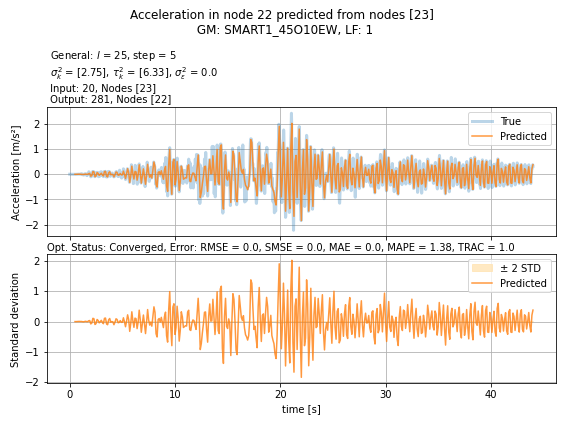 Acceleration in node 22 predicted from nodes [23]
GM: SMART1_45O10EW, LF: 1
General: l = 25, step = 5
σ²ₖ = [2.75], τ²ₖ = [6.33], σ²ε = 0.0
Input: 20, Nodes [23]
Output: 281, Nodes [22]
Acceleration [m/s²]
2
1
0
−1
−2
True
Predicted
Opt. Status: Converged, Error: RMSE = 0.0, SMSE = 0.0, MAE = 0.0, MAPE = 1.38, TRAC = 1.0
Standard deviation
2
1
0
−1
−2
± 2 STD
Predicted
0 10 20 30 40
time [s]